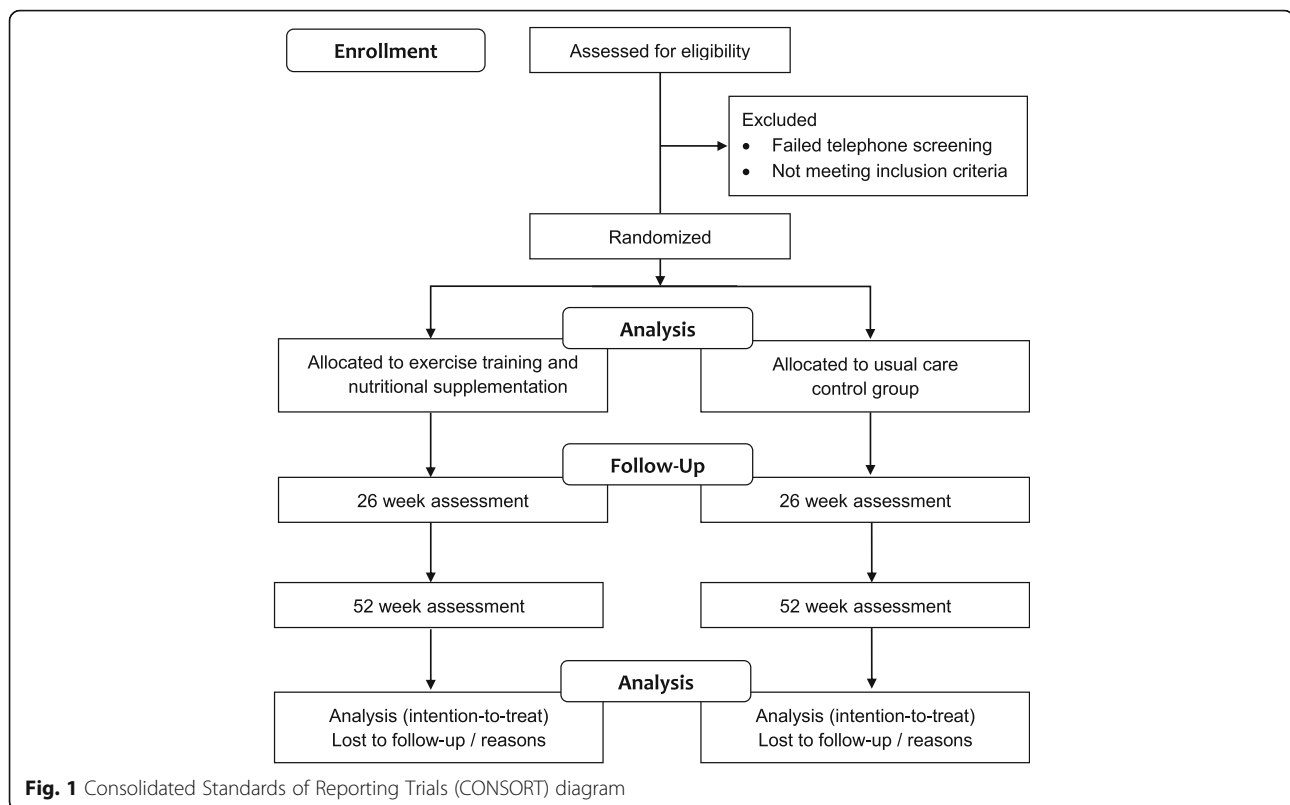 Enrollment
Assessed for eligibility
Excluded
• Failed telephone screening
• Not meeting inclusion criteria
Randomized
Analysis
Allocated to exercise training and
nutritional supplementation
Allocated to usual care
control group
Follow-Up
26 week assessment
26 week assessment
52 week assessment
52 week assessment
Analysis
Analysis (intention-to-treat)
Lost to follow-up / reasons
Analysis (intention-to-treat)
Lost to follow-up / reasons
Fig. 1 Consolidated Standards of Reporting Trials (CONSORT) diagram